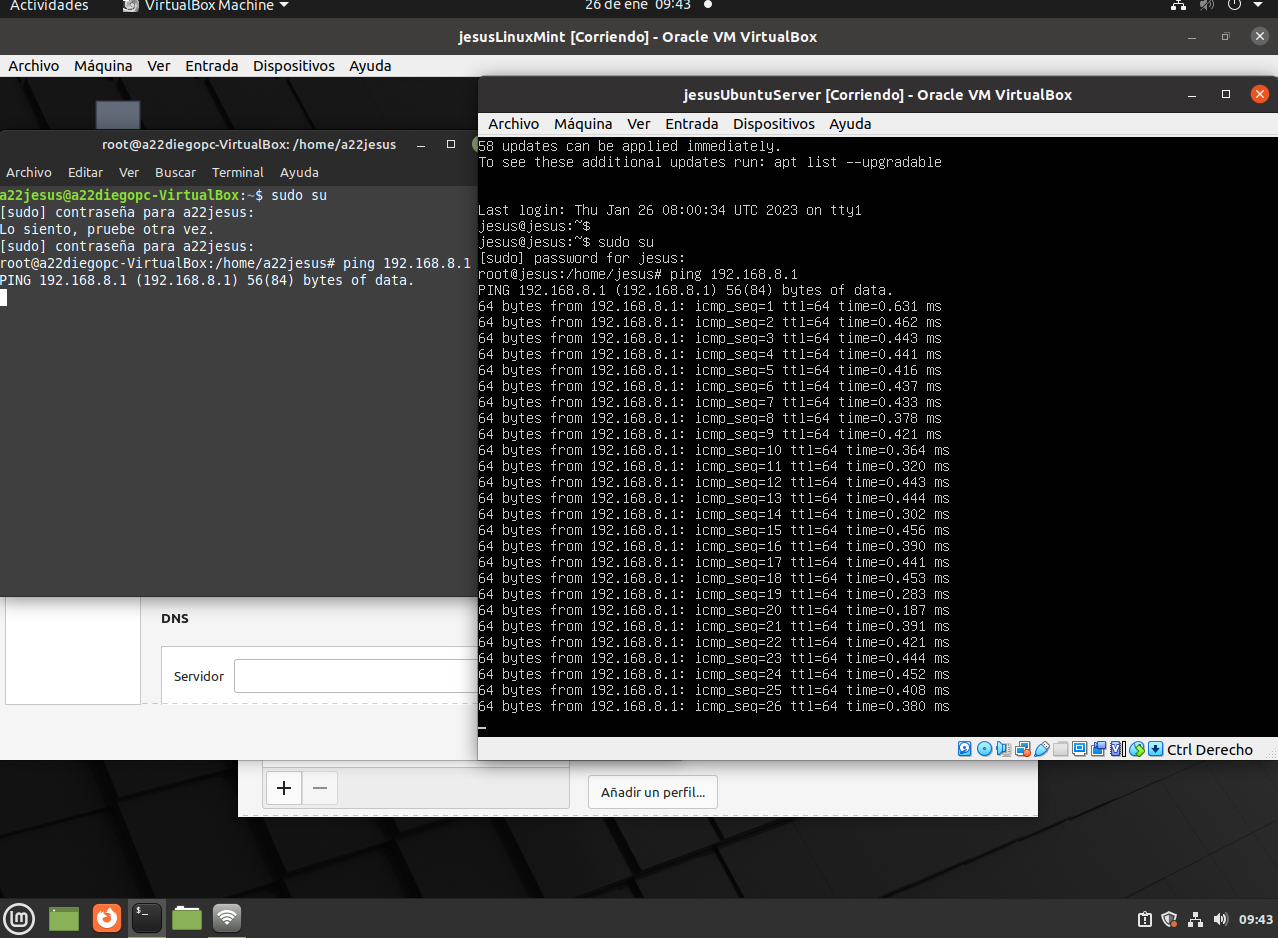 Actividades
VirtualBox Machine
26 de ene 09:43
jesusLinuxMint [Corriendo] - Oracle VM VirtualBox
Archivo Máquina Ver Entrada Dispositivos Ayuda
root@a22diegopc-VirtualBox: /home/a22jesus
Archivo Editar Ver Buscar Terminal Ayuda
a22jesus@a22diegopc-VirtualBox:~$ sudo su
[sudo] contraseña para a22jesus:
Lo siento, pruebe otra vez.
[sudo] contraseña para a22jesus:
root@a22diegopc-VirtualBox:/home/a22jesus# ping 192.168.8.1
PING 192.168.8.1 (192.168.8.1) 56(84) bytes of data.
DNS
Servidor
jesusUbuntuServer [Corriendo] - Oracle VM VirtualBox
Archivo Máquina Ver Entrada Dispositivos Ayuda
58 updates can be applied immediately.
To see these additional updates run: apt list --upgradable
Last login: Thu Jan 26 08:00:34 UTC 2023 on tty1
jesus@jesus:~$
jesus@jesus:~$ sudo su
[sudo] password for jesus:
root@jesus:/home/jesus# ping 192.168.8.1
PING 192.168.8.1 (192.168.8.1) 56(84) bytes of data.
64 bytes from 192.168.8.1: icmp_seq=1 ttl=64 time=0.631 ms
64 bytes from 192.168.8.1: icmp_seq=2 ttl=64 time=0.462 ms
64 bytes from 192.168.8.1: icmp_seq=3 ttl=64 time=0.443 ms
64 bytes from 192.168.8.1: icmp_seq=4 ttl=64 time=0.441 ms
64 bytes from 192.168.8.1: icmp_seq=5 ttl=64 time=0.416 ms
64 bytes from 192.168.8.1: icmp_seq=6 ttl=64 time=0.437 ms
64 bytes from 192.168.8.1: icmp_seq=7 ttl=64 time=0.433 ms
64 bytes from 192.168.8.1: icmp_seq=8 ttl=64 time=0.378 ms
64 bytes from 192.168.8.1: icmp_seq=9 ttl=64 time=0.421 ms
64 bytes from 192.168.8.1: icmp_seq=10 ttl=64 time=0.364 ms
64 bytes from 192.168.8.1: icmp_seq=11 ttl=64 time=0.320 ms
64 bytes from 192.168.8.1: icmp_seq=12 ttl=64 time=0.443 ms
64 bytes from 192.168.8.1: icmp_seq=13 ttl=64 time=0.444 ms
64 bytes from 192.168.8.1: icmp_seq=14 ttl=64 time=0.302 ms
64 bytes from 192.168.8.1: icmp_seq=15 ttl=64 time=0.456 ms
64 bytes from 192.168.8.1: icmp_seq=16 ttl=64 time=0.390 ms
64 bytes from 192.168.8.1: icmp_seq=17 ttl=64 time=0.441 ms
64 bytes from 192.168.8.1: icmp_seq=18 ttl=64 time=0.453 ms
64 bytes from 192.168.8.1: icmp_seq=19 ttl=64 time=0.283 ms
64 bytes from 192.168.8.1: icmp_seq=20 ttl=64 time=0.187 ms
64 bytes from 192.168.8.1: icmp_seq=21 ttl=64 time=0.391 ms
64 bytes from 192.168.8.1: icmp_seq=22 ttl=64 time=0.421 ms
64 bytes from 192.168.8.1: icmp_seq=23 ttl=64 time=0.444 ms
64 bytes from 192.168.8.1: icmp_seq=24 ttl=64 time=0.452 ms
64 bytes from 192.168.8.1: icmp_seq=25 ttl=64 time=0.408 ms
64 bytes from 192.168.8.1: icmp_seq=26 ttl=64 time=0.380 ms
Ctrl Derecho
Añadir un perfil...
09:43